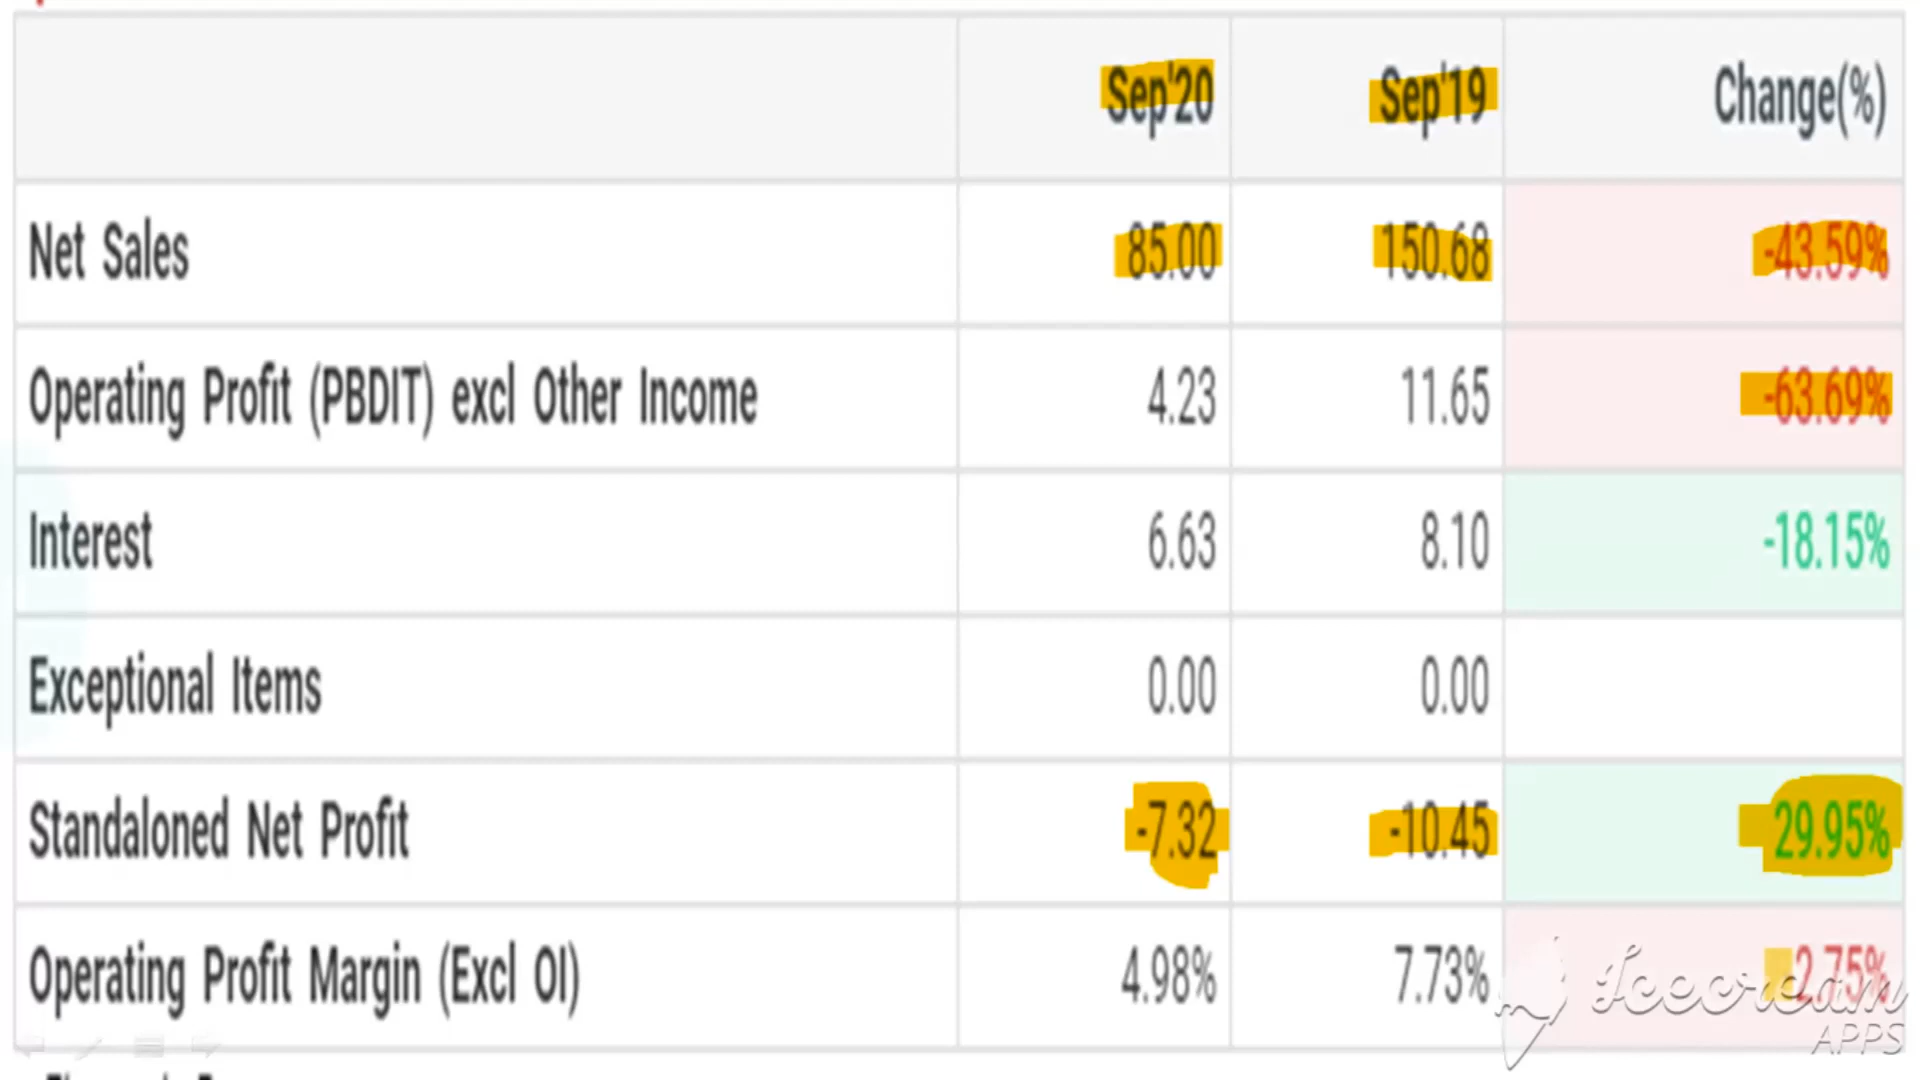 Sep'20 Sep'19 Change(%)
Net Sales 85.00 150.68 -43.59%
Operating Profit (PBDIT) excl Other Income 4.23 11.65 -63.69%
Interest 6.63 8.10 -18.15%
Exceptional Items 0.00 0.00
Standaloned Net Profit -7.32 -10.45 29.95%
Operating Profit Margin (Excl OI) 4.98% 7.73% -2.75%
Icecream
APPS